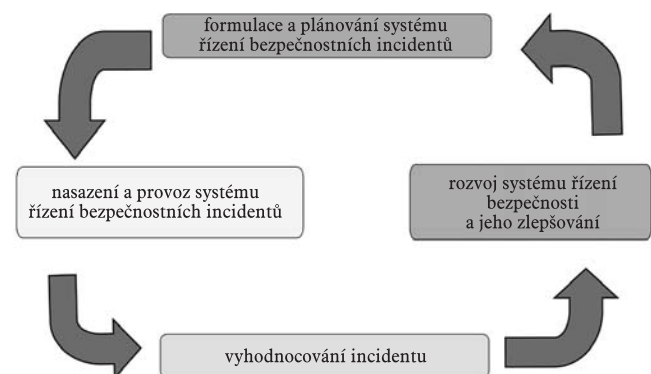 formulace a plánování systému
řízení bezpečnostních incidentů
nasazení a provoz systému
řízení bezpečnostních incidentů
rozvoj systému řízení
bezpečnosti
a jeho zlepšování
vyhodnocování incidentu